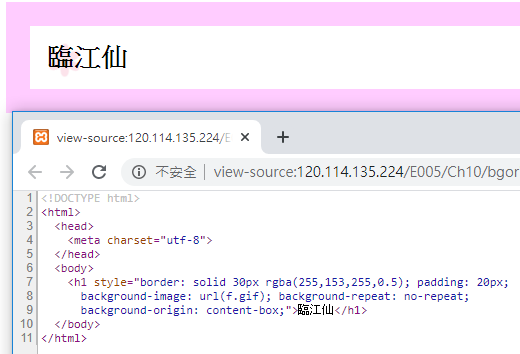 臨江仙
view-source:120.114.135.224/E
不安全 view-source:120.114.135.224/E005/Ch10/bgor
1 <!DOCTYPE html>
2 <html>
3 <head>
4 <meta charset="utf-8">
5 </head>
6 <body>
7 <h1 style="border: solid 30px rgba(255,153,255,0.5); padding: 20px;
8 background-image: url(f.gif); background-repeat: no-repeat;
9 background-origin: content-box;">臨江仙</h1>
10 </body>
11 </html>